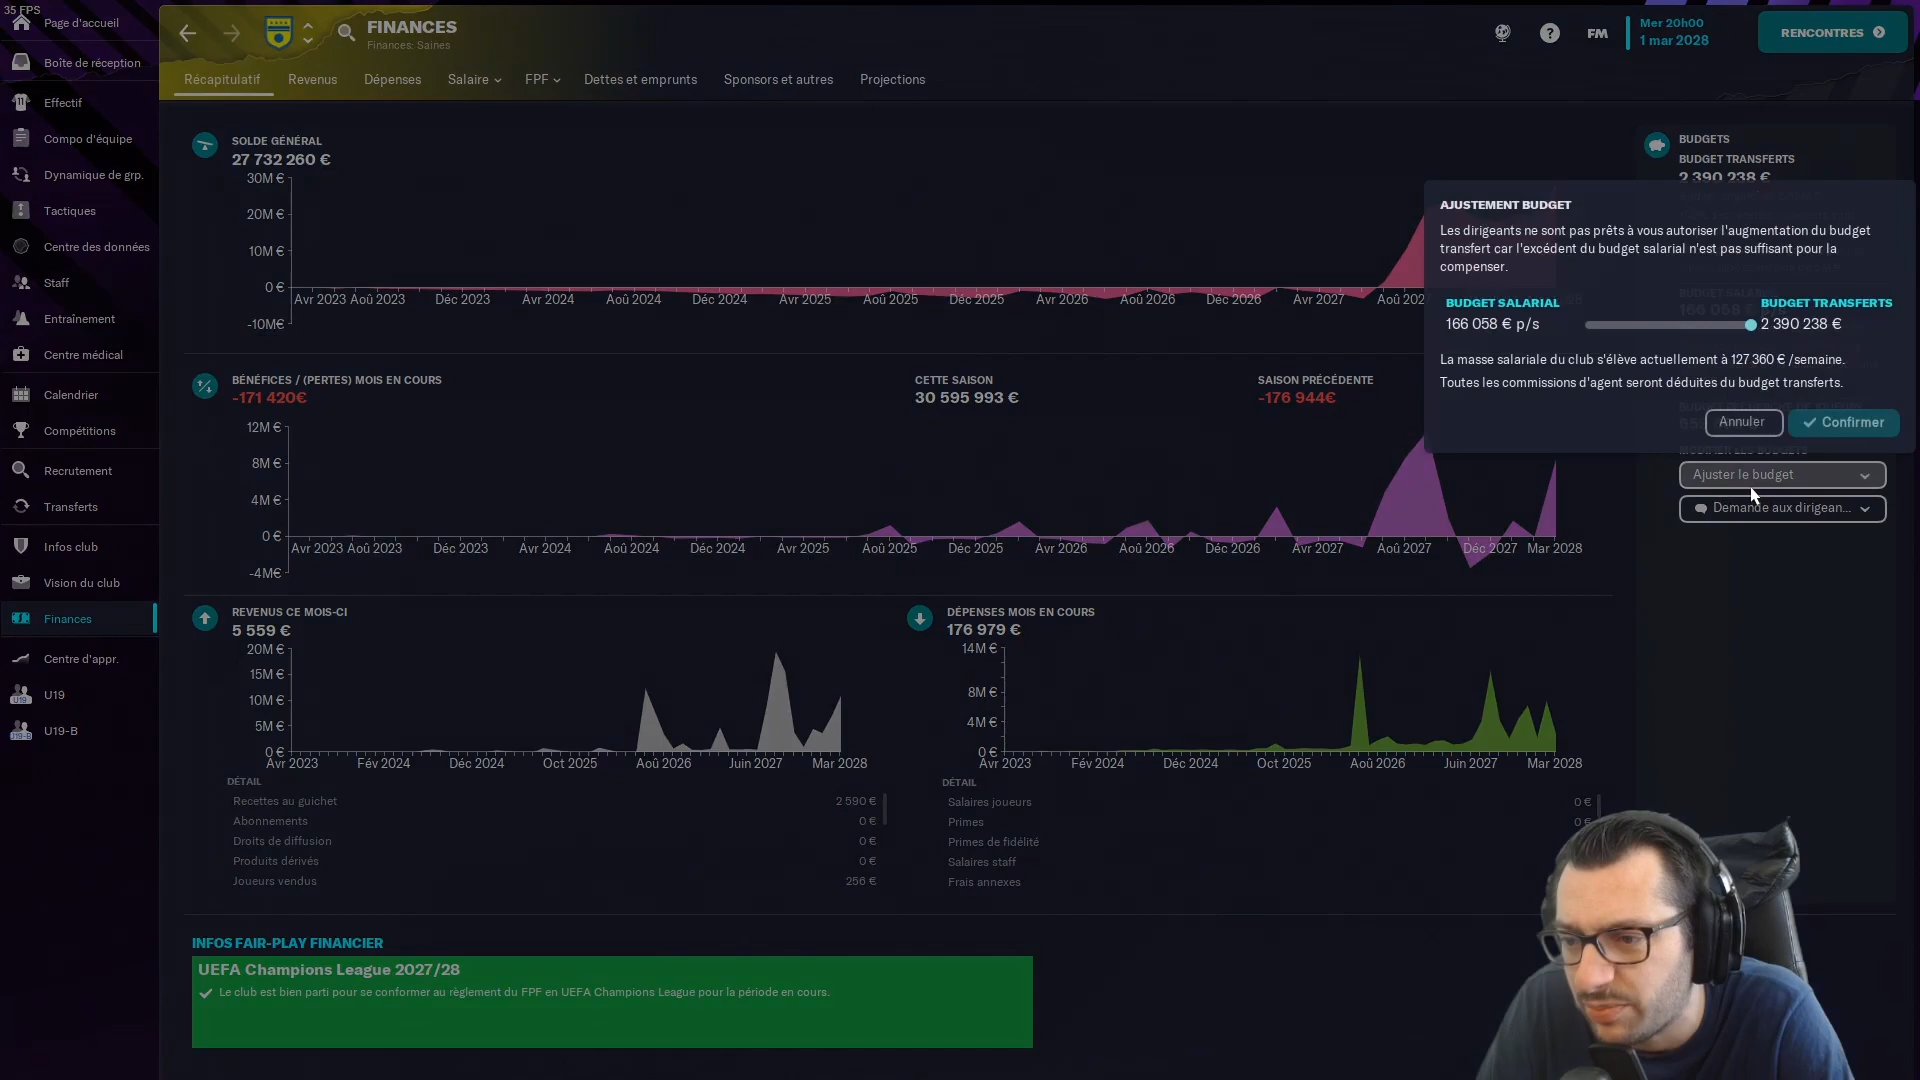 35 FPS
Page d'accueil
Boîte de réception
Effectif
Compo d'équipe
Dynamique de grp.
Tactiques
Centre des données
Staff
Entraînement
Centre médical
Calendrier
Compétitions
Recrutement
Transferts
Infos club
Vision du club
Finances
Centre d'appr.
U19
U19
U19-B
U19-B
FINANCES
Finances: Saines
FM
Mer 20h00
1 mar 2028
RENCONTRES
Récapitulatif
Revenus
Dépenses
Salaire
FPF
Dettes et emprunts
Sponsors et autres
Projections
SOLDE GÉNÉRAL
27 732 260 €
30M €
20M €
10M €
0 €
-10M€
Avr 2023 Aoû 2023 Déc 2023 Avr 2024 Aoû 2024 Déc 2024 Avr 2025 Aoû 2025 Déc 2025 Avr 2026 Aoû 2026 Déc 2026 Avr 2027 Aoû 2027
BUDGETS
BUDGET TRANSFERTS
2 390 238 €
AJUSTEMENT BUDGET
Les dirigeants ne sont pas prêts à vous autoriser l'augmentation du budget
transfert car l'excédent du budget salarial n'est pas suffisant pour la
compenser.
BUDGET SALARIAL
BUDGET TRANSFERTS
166 058 € p/s
2 390 238 €
La masse salariale du club s'élève actuellement à 127 360 € /semaine.
Toutes les commissions d'agent seront déduites du budget transferts.
Annuler
Confirmer
Ajuster le budget
Demande aux dirigean...
BÉNÉFICES / (PERTES) MOIS EN COURS
-171 420€
CETTE SAISON
30 595 993 €
SAISON PRÉCÉDENTE
-176 944€
12M €
8M €
4M €
0 €
-4M€
Avr 2023 Aoû 2023 Déc 2023 Avr 2024 Aoû 2024 Déc 2024 Avr 2025 Aoû 2025 Déc 2025 Avr 2026 Aoû 2026 Déc 2026 Avr 2027 Aoû 2027 Déc 2027 Mar 2028
REVENUS CE MOIS-CI
5 559 €
20M €
15M €
10M €
5M €
0 €
Avr 2023 Fév 2024 Déc 2024 Oct 2025 Aoû 2026 Juin 2027 Mar 2028
DÉTAIL
Recettes au guichet 2 590 €
Abonnements 0 €
Droits de diffusion 0 €
Produits dérivés 0 €
Joueurs vendus 256 €
DÉPENSES MOIS EN COURS
176 979 €
14M €
8M €
4M €
0 €
Avr 2023 Fév 2024 Déc 2024 Oct 2025 Aoû 2026 Juin 2027 Mar 2028
DÉTAIL
Salaires joueurs 0 €
Primes 0 €
Primes de fidélité
Salaires staff
Frais annexes
INFOS FAIR-PLAY FINANCIER
UEFA Champions League 2027/28
Le club est bien parti pour se conformer au règlement du FPF en UEFA Champions League pour la période en cours.